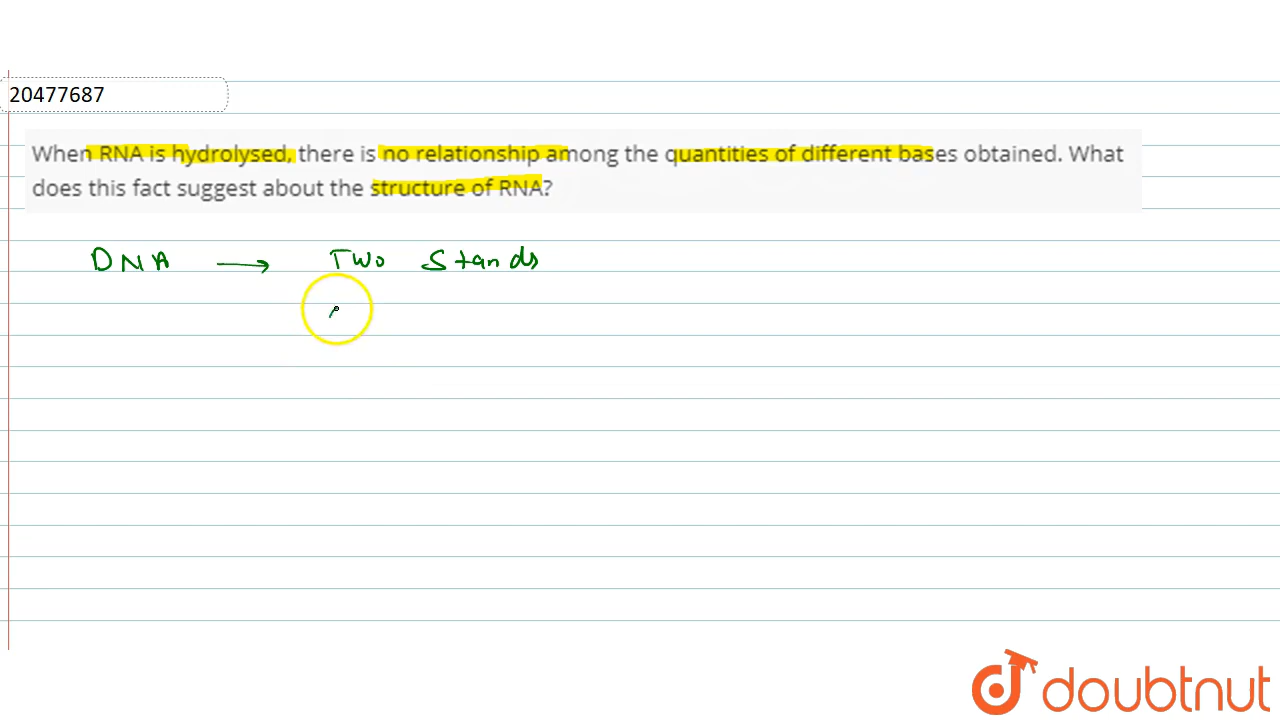 20477687
When RNA is hydrolysed, there is no relationship among the quantities of different bases obtained. What
does this fact suggest about the structure of RNA?
DNA → Two Stands
doubtnut